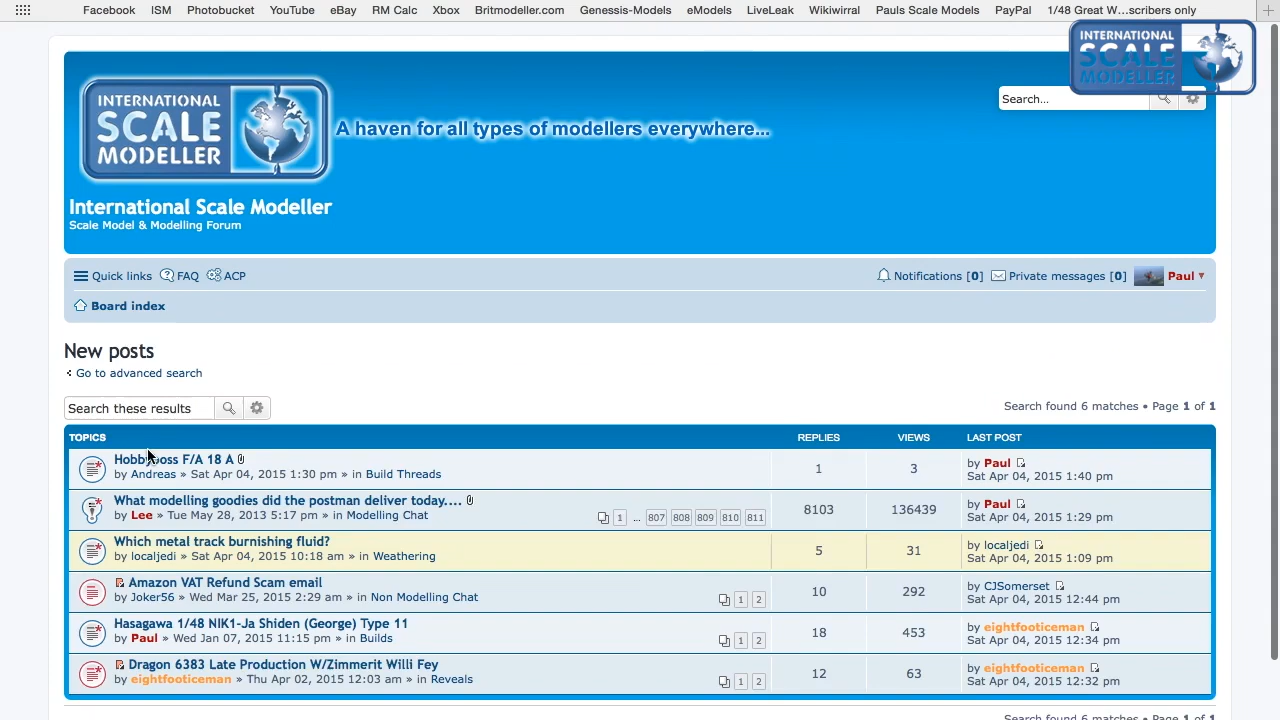 Facebook ISM Photobucket YouTube eBay RM Calc Xbox Britmodeller.com Genessis-Models eModels LiveLeak Wikiwirral Pauls Scale Models PayPal 1/48 Great W...scribers only
INTERNATIONAL
SCALE
MODELLER
INTERNATIONAL
SCALE
MODELLER
A haven for all types of modellers everywhere...
Search...
International Scale Modeller
Scale Model & Modelling Forum
Quick links FAQ ACP Notifications [0] Private messages [0] Paul
Board index
New posts
Go to advanced search
Search these results
Search found 6 matches • Page 1 of 1
TOPICS REPLIES VIEWS LAST POST
F/A 18 A
by Andreas » Sat Apr 04, 2015 1:30 pm » in Build Threads
1 3
by Paul
Sat Apr 04, 2015 1:40 pm
What modelling goodies did the postman deliver today....
by Lee » Tue May 28, 2013 5:17 pm » in Modelling Chat
1 ... 807 808 809 810 811
8103 136439
by Paul
Sat Apr 04, 2015 1:29 pm
Which metal track burnishing fluid?
by localjedi » Sat Apr 04, 2015 10:18 am » in Weathering
5 31
by localjedi
Sat Apr 04, 2015 1:09 pm
Amazon VAT Refund Scam email
by Joker56 » Wed Mar 25, 2015 2:29 am » in Non Modelling Chat
1 2
10 292
by CJSomerset
Sat Apr 04, 2015 12:44 pm
Hasagawa 1/48 NIK1-Ja Shiden (George) Type 11
by Paul » Wed Jan 07, 2015 11:15 pm » in Builds
1 2
18 453
by eightfooticeman
Sat Apr 04, 2015 12:34 pm
Dragon 6383 Late Production W/Zimmerit Willi Fey
by eightfooticeman » Thu Apr 02, 2015 12:03 am » in Reveals
1 2
12 63
by eightfooticeman
Sat Apr 04, 2015 12:32 pm
Search found 6 matches • Page 1 of 1